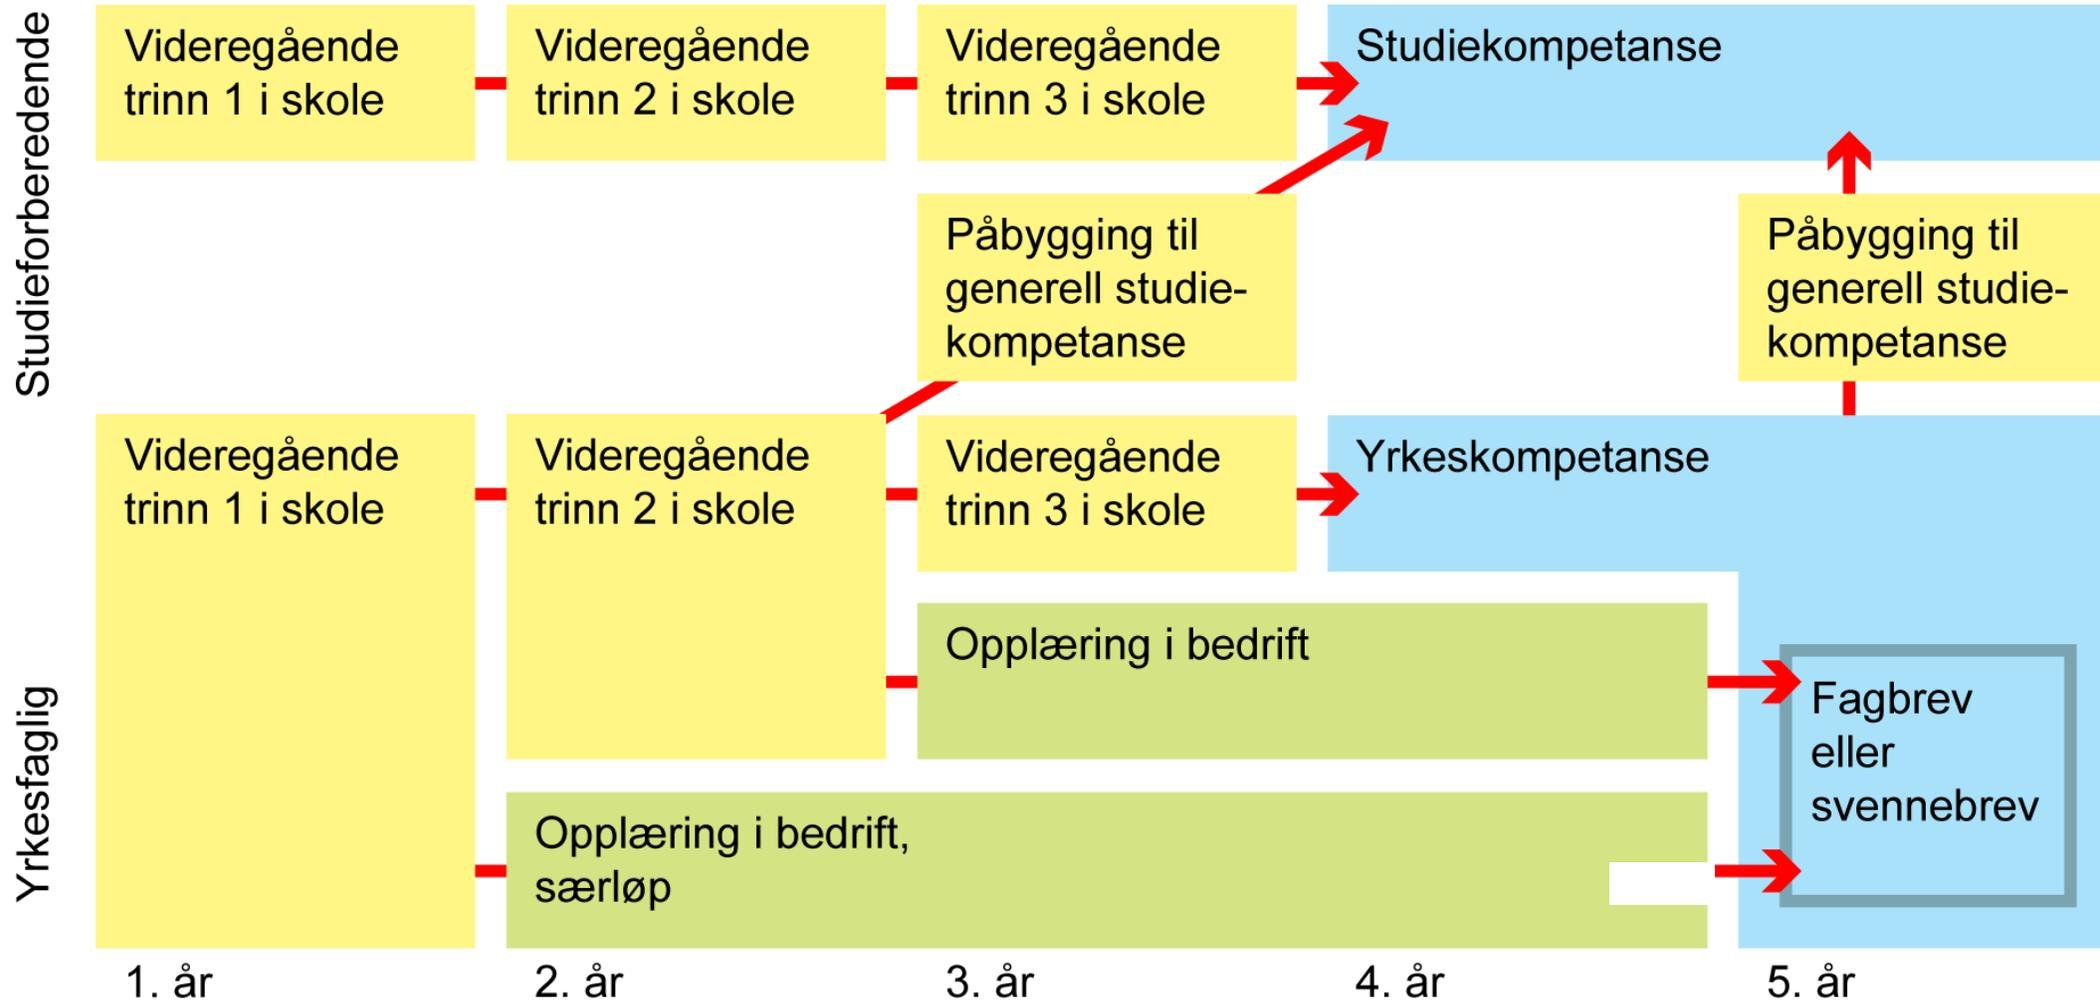 Studieforberedende
Videregående
trinn 1 i skole
Videregående
trinn 2 i skole
Videregående
trinn 3 i skole
Studiekompetanse
Påbygging til
generell studie-
kompetanse
Påbygging til
generell studie-
kompetanse
Yrkesfaglig
Videregående
trinn 1 i skole
Videregående
trinn 2 i skole
Videregående
trinn 3 i skole
Yrkeskompetanse
Opplæring i bedrift
Fagbrev
eller
svennebrev
Opplæring i bedrift,
særløp
1. år
2. år
3. år
4. år
5. år